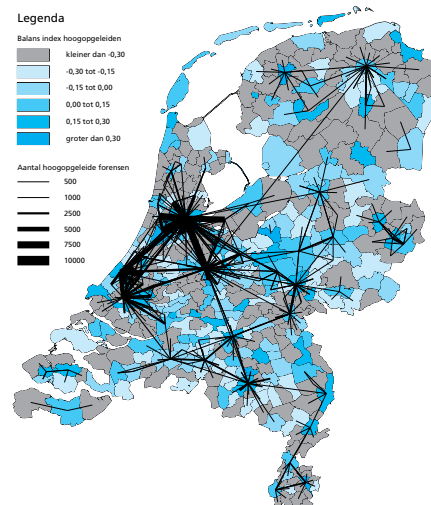 Legenda
Balans index hoogopgeleiden
kleiner dan -0,30
-0,30 tot -0,15
-0,15 tot 0,00
0,00 tot 0,15
0,15 tot 0,30
groter dan 0,30
Aantal hoogopgeleide forensen
500
1000
2500
5000
7500
10000